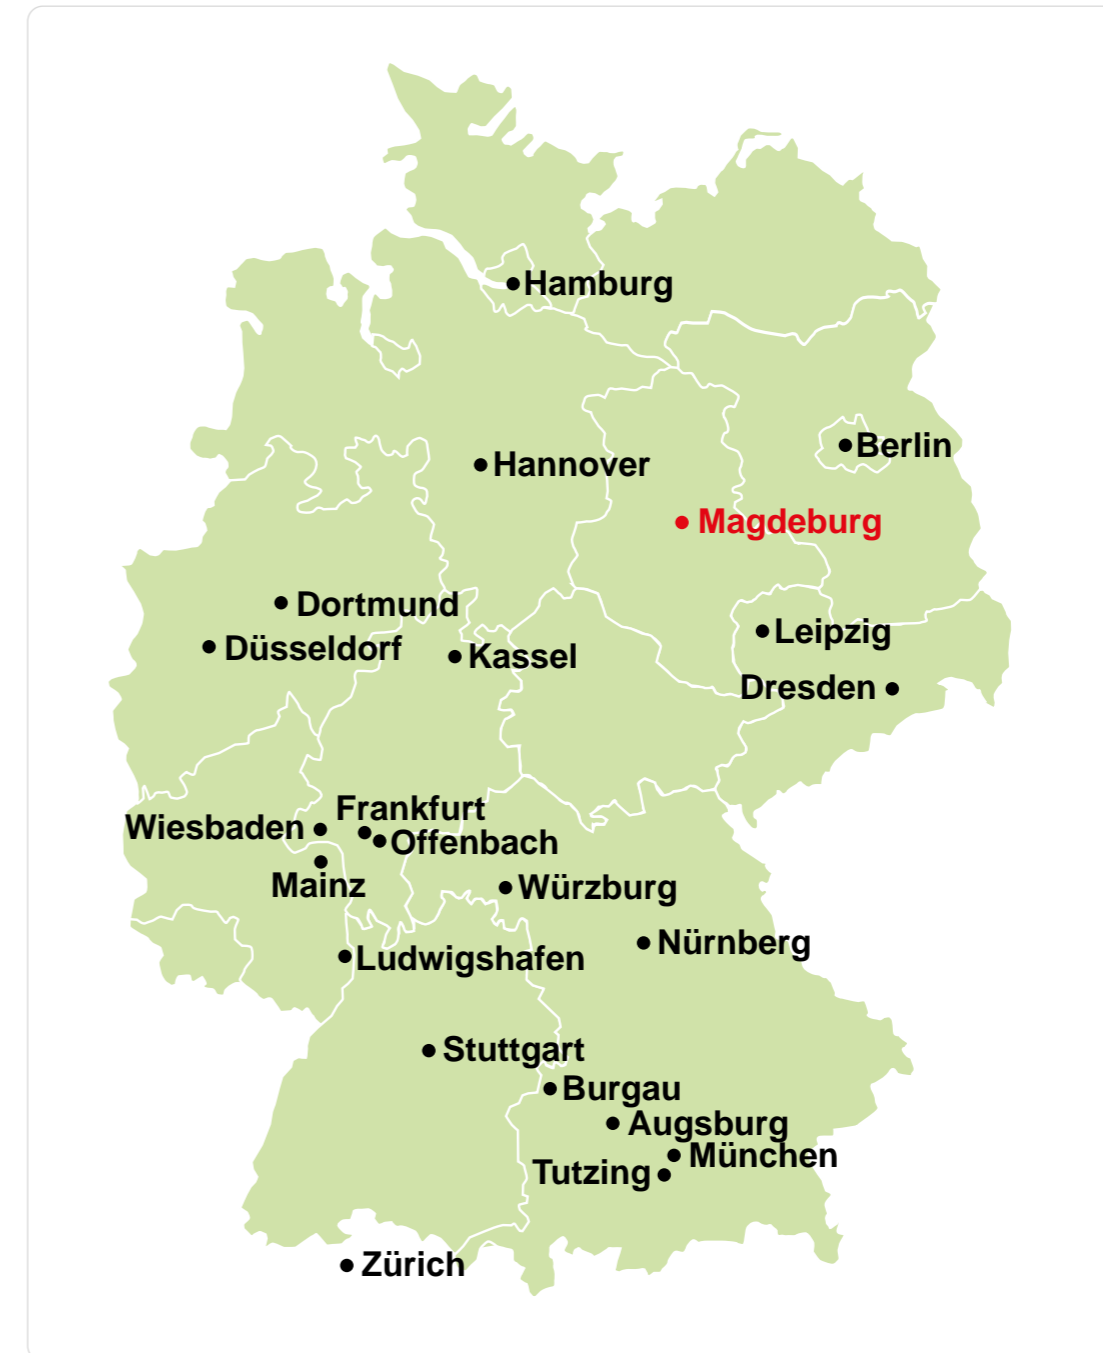 Hamburg
Berlin
Hannover
Magdeburg
Dortmund
Leipzig
Düsseldorf
Kassel
Dresden
Frankfurt
Wiesbaden
Offenbach
Mainz
Würzburg
Nürnberg
Ludwigshafen
Stuttgart
Burgau
Augsburg
München
Tutzing
Zürich